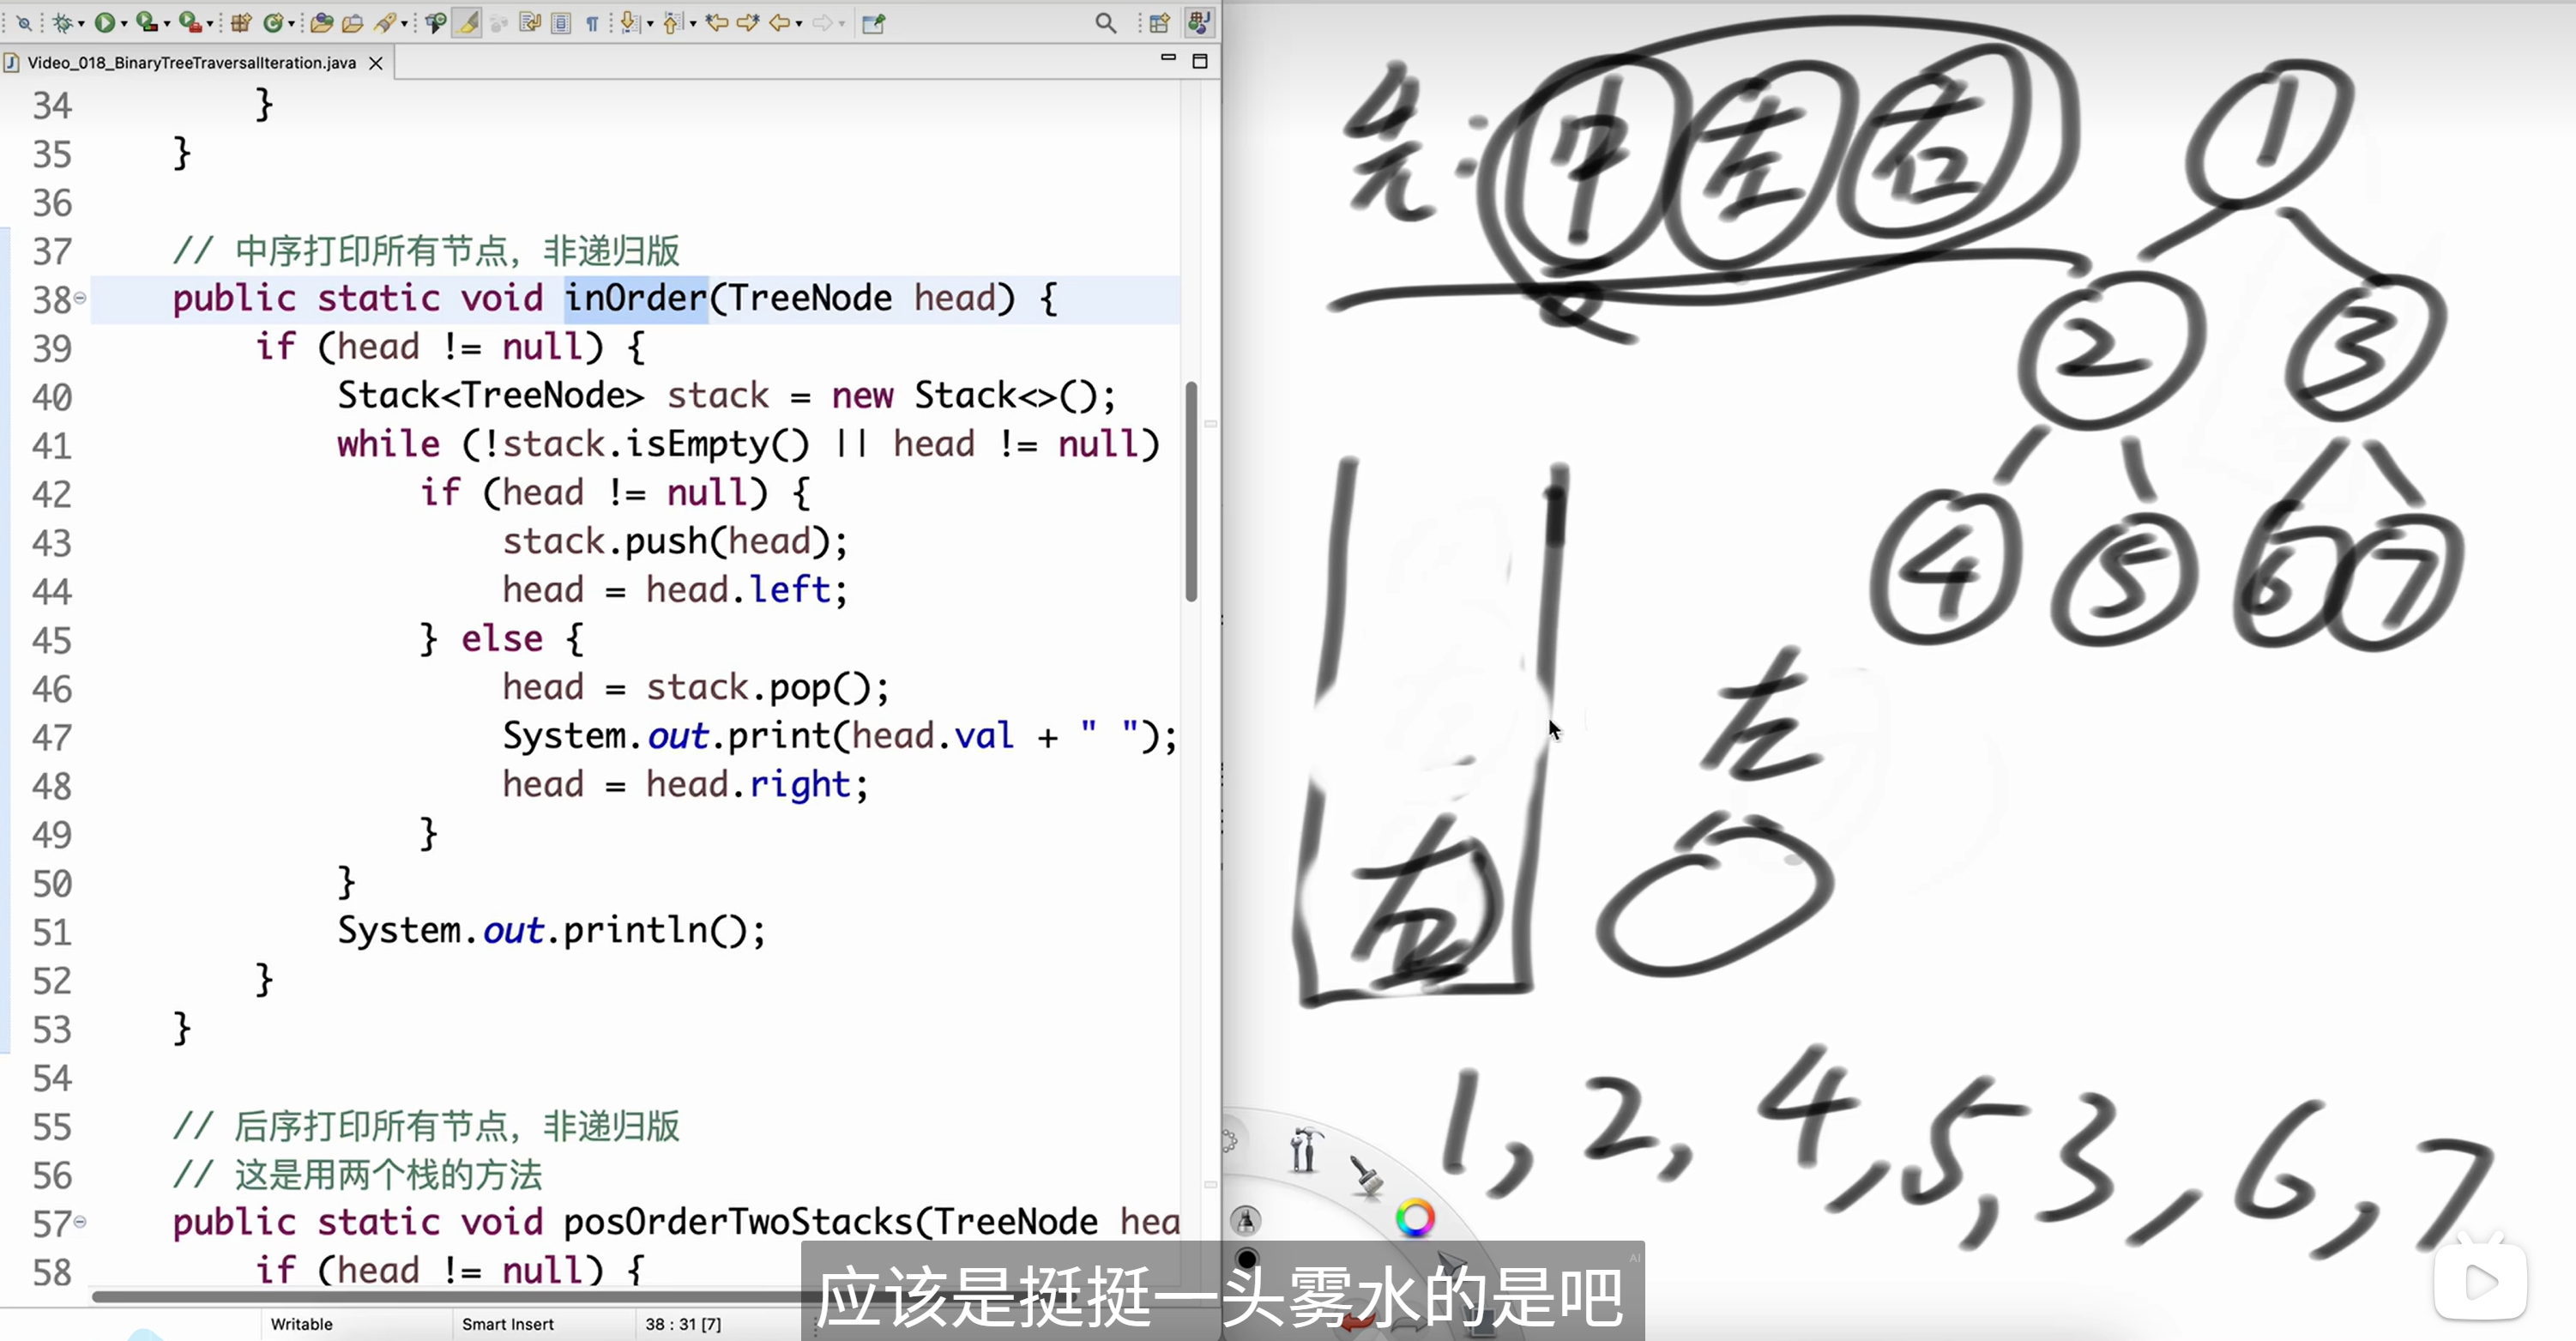 Video_018_BinaryTreeTraversalIteration.java
34 }
35 }
36
37 // 中序打印所有节点，非递归版
38 public static void inOrder(TreeNode head) {
39 if (head != null) {
40 Stack<TreeNode> stack = new Stack<>();
41 while (!stack.isEmpty() || head != null)
42 if (head != null) {
43 stack.push(head);
44 head = head.left;
45 } else {
46 head = stack.pop();
47 System.out.print(head.val + " ");
48 head = head.right;
49 }
50 }
51 System.out.println();
52 }
53 }
54
55 // 后序打印所有节点，非递归版
56 // 这是用两个栈的方法
57 public static void posOrderTwoStacks(TreeNode hea
58 if (head != null) {
Writable Smart Insert 38 : 31 [7]
先: 中 左 右
1
2 3
4 5 6 7
左
右
1, 2, 4, 5, 3, 6, 7
AI
应该是挺挺一头雾水的是吧